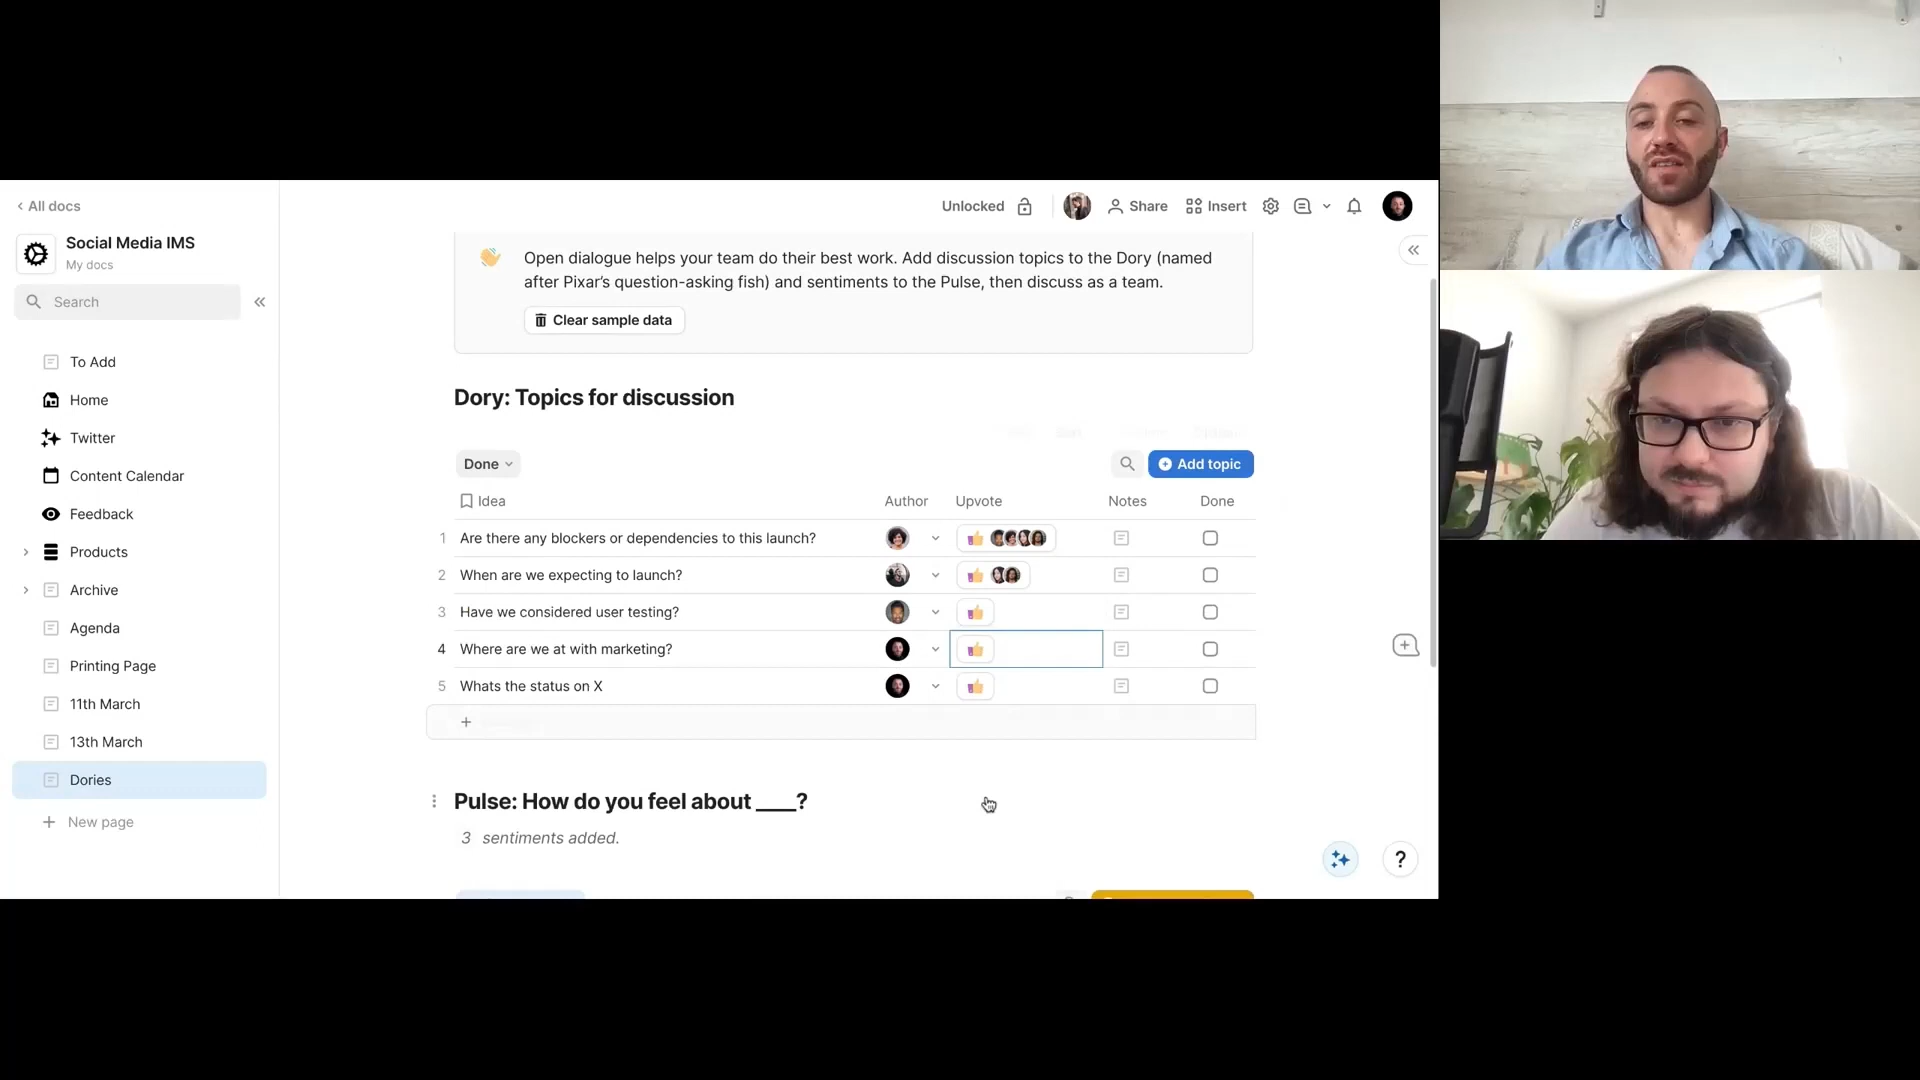 All docs
Social Media IMS
My docs
Search
To Add
Home
Twitter
Content Calendar
Feedback
Products
Archive
Agenda
Printing Page
11th March
13th March
Dories
New page
Unlocked
Share
Insert
Open dialogue helps your team do their best work. Add discussion topics to the Dory (named
after Pixar’s question-asking fish) and sentiments to the Pulse, then discuss as a team.
Clear sample data
Dory: Topics for discussion
Done
Add topic
Idea Author Upvote Notes Done
1 Are there any blockers or dependencies to this launch?
2 When are we expecting to launch?
3 Have we considered user testing?
4 Where are we at with marketing?
5 Whats the status on X
Pulse: How do you feel about ____?
3 sentiments added.
?